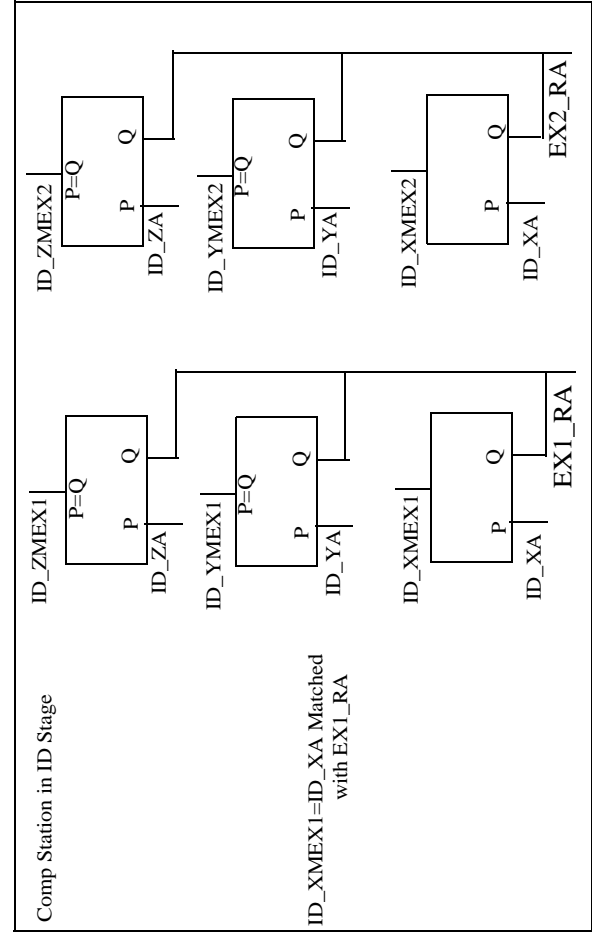 Comp Station in ID Stage
ID_XMEX1=ID_XA Matched
with EX1_RA
ID_ZMEX1
P=Q
P Q
ID_ZA
ID_YMEX1
P=Q
P Q
ID_YA
ID_XMEX1
P Q
ID_XA
EX1_RA
ID_ZMEX2
P=Q
P Q
ID_ZA
ID_YMEX2
P=Q
P Q
ID_YA
ID_XMEX2
P Q
ID_XA
EX2_RA